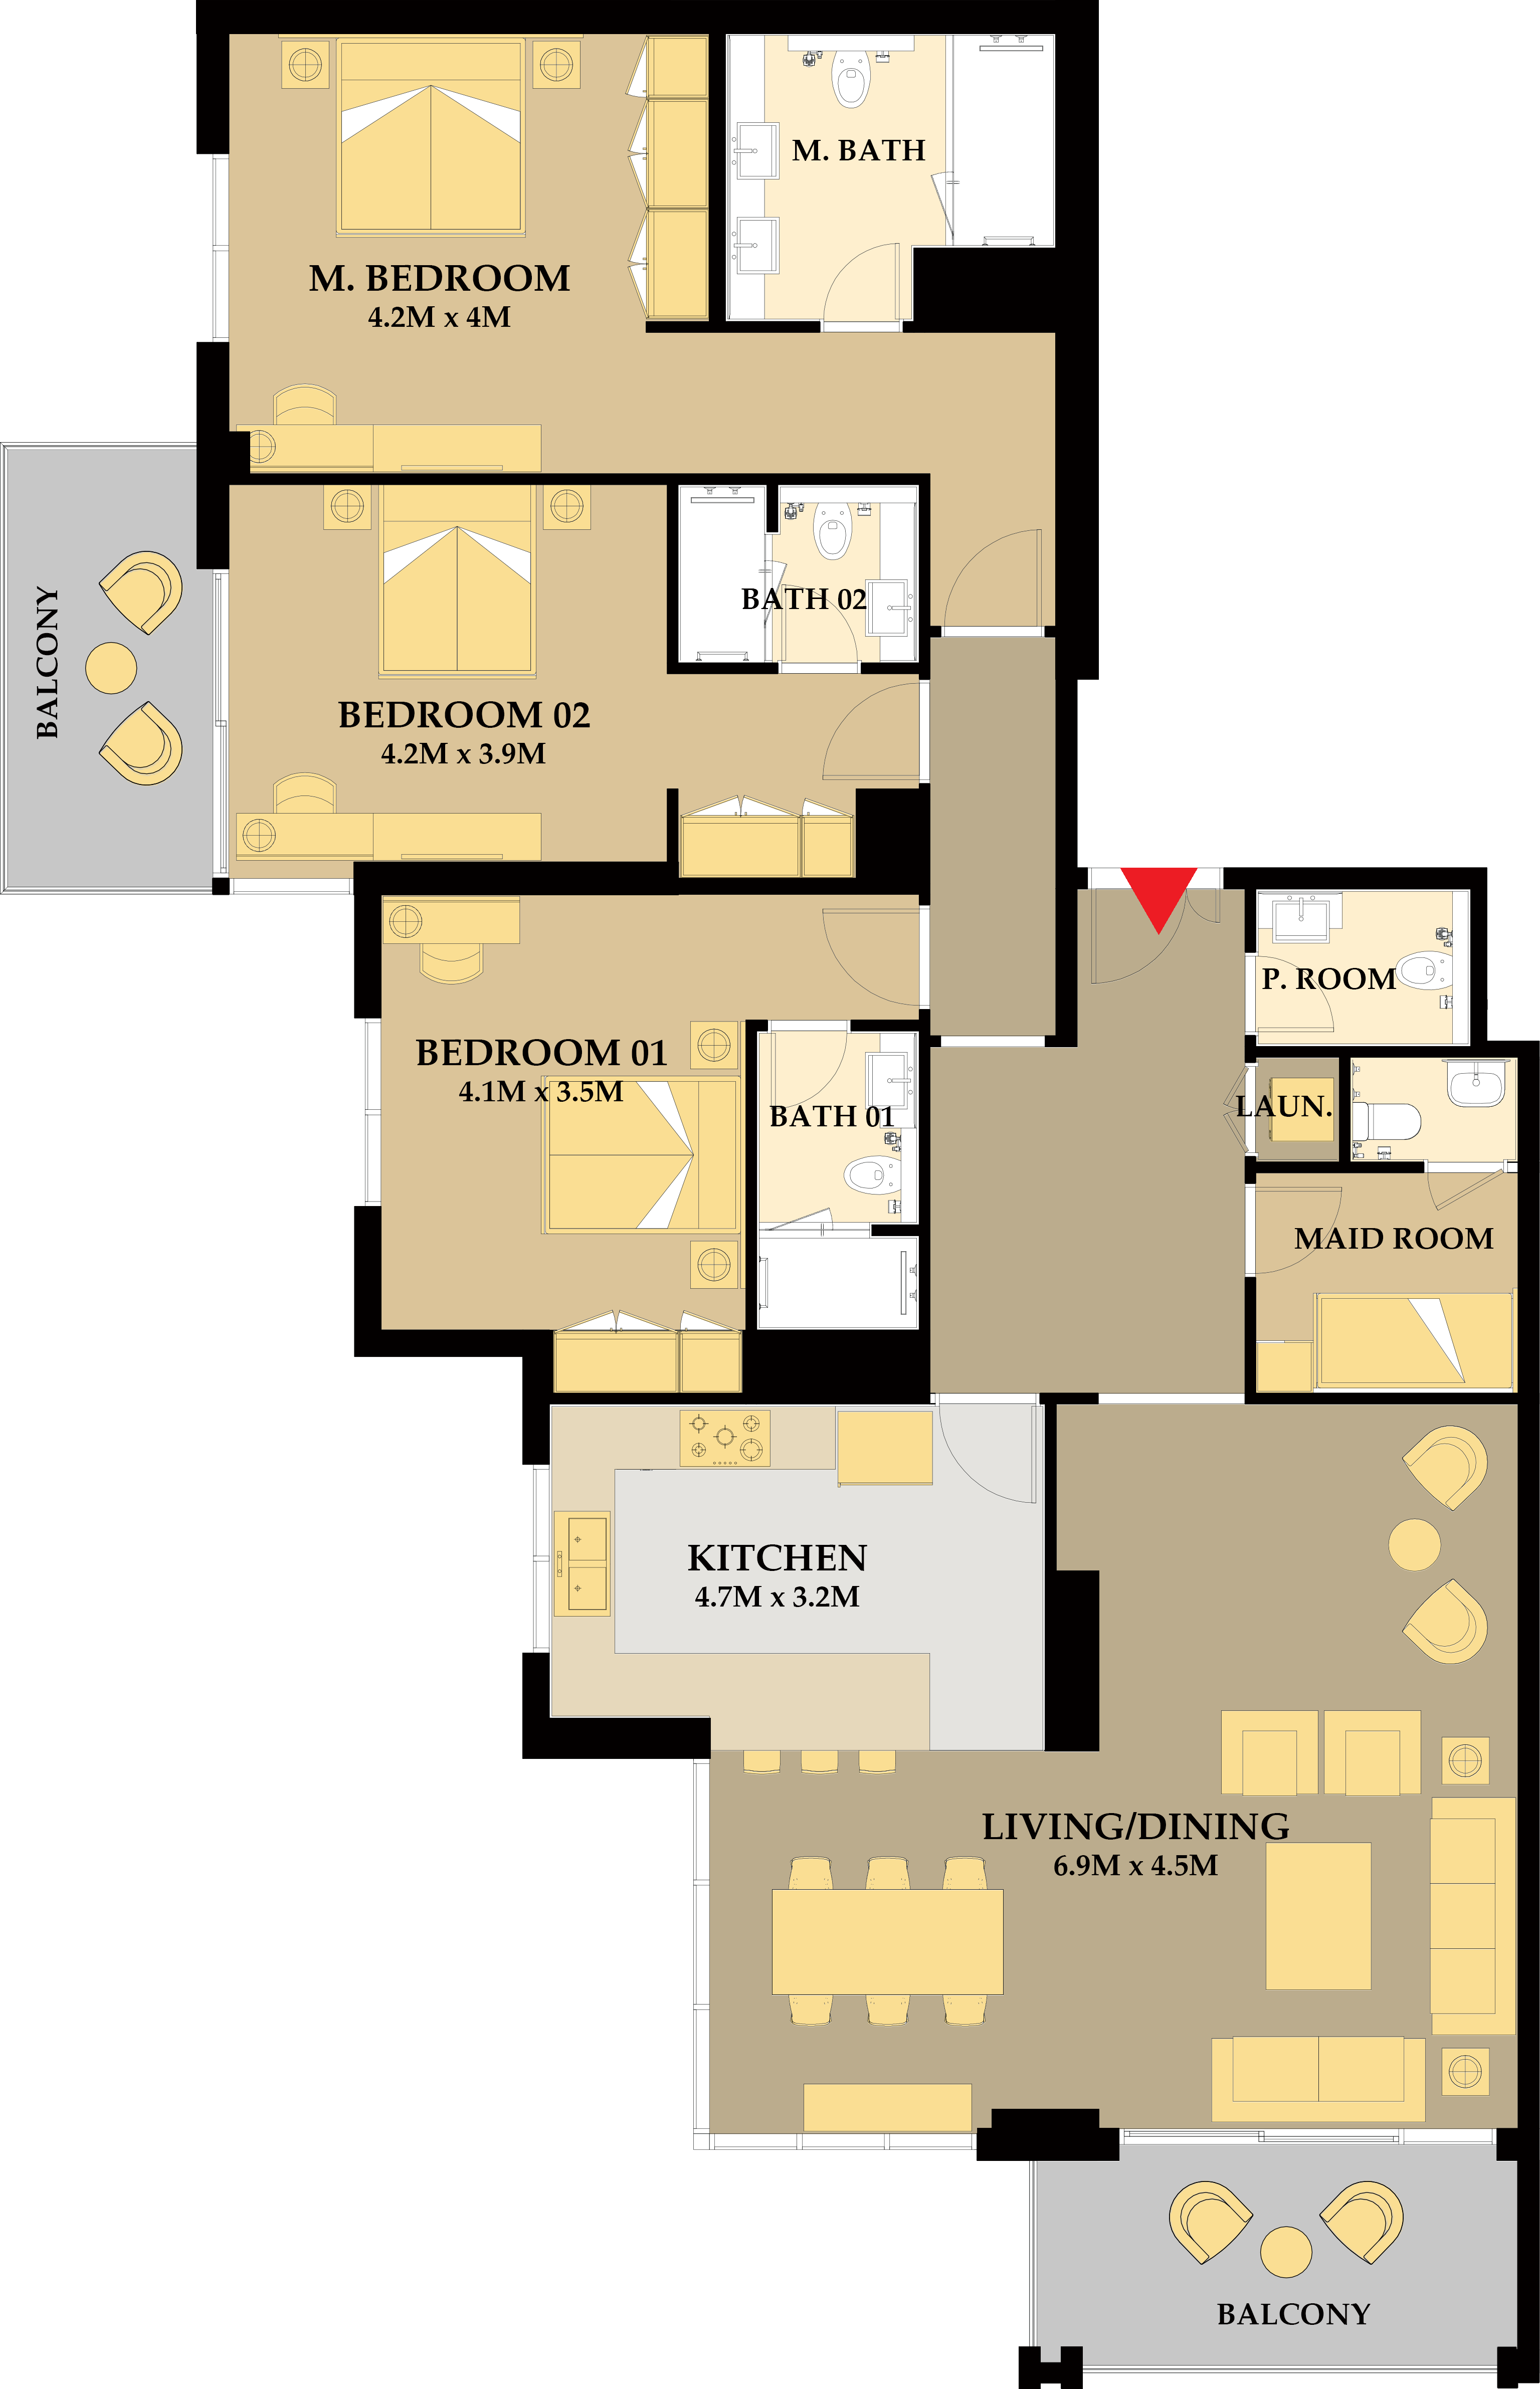 M. BATH
M. BEDROOM
4.2M x 4M
BALCONY
BATH 02
BEDROOM 02
4.2M x 3.9M
P. ROOM
BEDROOM 01
4.1M x 3.5M
BATH 01
LAUN.
MAID ROOM
KITCHEN
4.7M x 3.2M
LIVING/DINING
6.9M x 4.5M
BALCONY